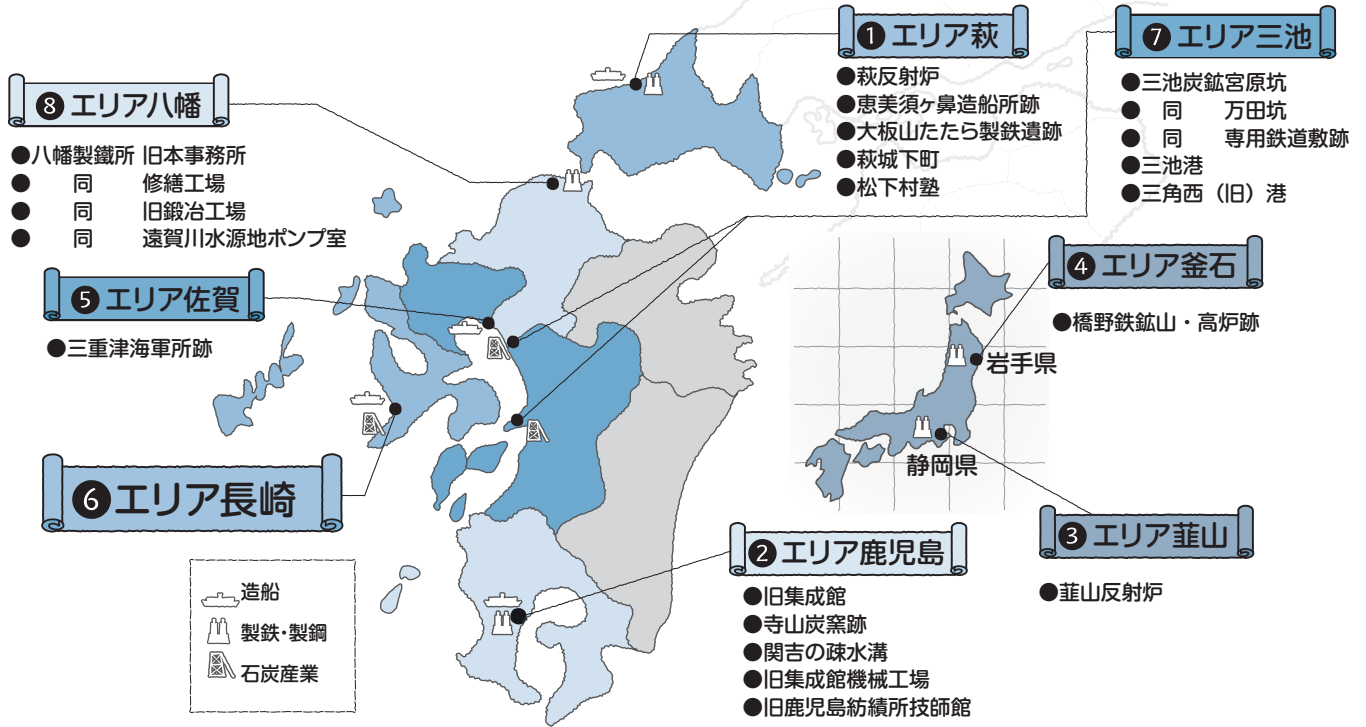 ❶ エリア萩
●萩反射炉
●恵美須ヶ鼻造船所跡
●大板山たたら製鉄遺跡
●萩城下町
●松下村塾
❼ エリア三池
●三池炭鉱宮原坑
● 同 万田坑
● 同 専用鉄道敷跡
●三池港
●三角西（旧）港
❽ エリア八幡
●八幡製鐵所 旧本事務所
● 同 修繕工場
● 同 旧鍛冶工場
● 同 遠賀川水源地ポンプ室
❺ エリア佐賀
●三重津海軍所跡
❹ エリア釜石
●橋野鉄鉱山・高炉跡
岩手県
静岡県
❻ エリア長崎
❸ エリア韮山
●韮山反射炉
❷ エリア鹿児島
●旧集成館
●寺山炭窯跡
●関吉の疎水溝
●旧集成館機械工場
●旧鹿児島紡績所技師館
造船
製鉄・製鋼
石炭産業